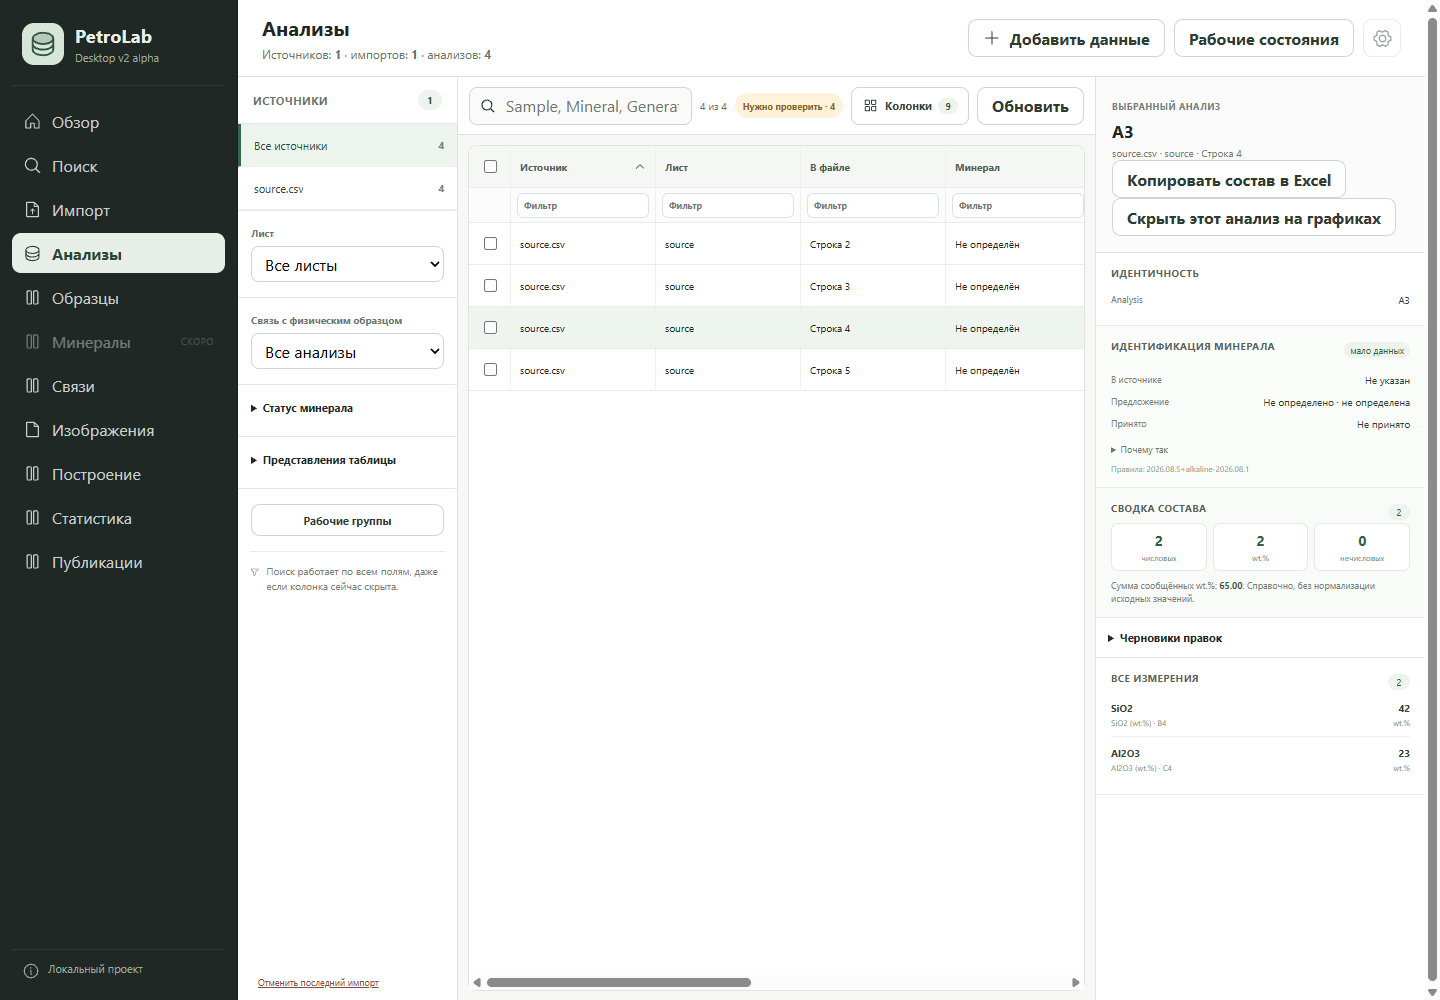 PetroLab
Desktop v2 alpha
Обзор
Поиск
Импорт
Анализы
Образцы
Минералы СКОРО
Связи
Изображения
Построение
Статистика
Публикации
Локальный проект
Анализы
Источников: 1 · импортов: 1 · анализов: 4
Добавить данные
Рабочие состояния
ИСТОЧНИКИ 1
Все источники 4
source.csv 4
Лист
Все листы
Связь с физическим образцом
Все анализы
Статус минерала
Представления таблицы
Рабочие группы
Поиск работает по всем полям, даже
если колонка сейчас скрыта.
Отменить последний импорт
Sample, Mineral, Genera
4 из 4
Нужно проверить · 4
Колонки 9
Обновить
Источник Лист В файле Минерал
Фильтр Фильтр Фильтр Фильтр
source.csv source Строка 2 Не определён
source.csv source Строка 3 Не определён
source.csv source Строка 4 Не определён
source.csv source Строка 5 Не определён
ВЫБРАННЫЙ АНАЛИЗ
A3
source.csv · source · Строка 4
Копировать состав в Excel
Скрыть этот анализ на графиках
ИДЕНТИЧНОСТЬ
Analysis A3
ИДЕНТИФИКАЦИЯ МИНЕРАЛА мало данных
В источнике Не указан
Предложение Не определено · не определена
Принято Не принято
Почему так
Правила: 2026.08.5+alkaline-2026.08.1
СВОДКА СОСТАВА 2
2 2 0
числовых wt.% нечисловых
Сумма сообщённых wt.%: 65.00. Справочно, без нормализации
исходных значений.
Черновики правок
ВСЕ ИЗМЕРЕНИЯ 2
SiO2 42
SiO2 (wt.%) · B4 wt.%
Al2O3 23
Al2O3 (wt.%) · C4 wt.%